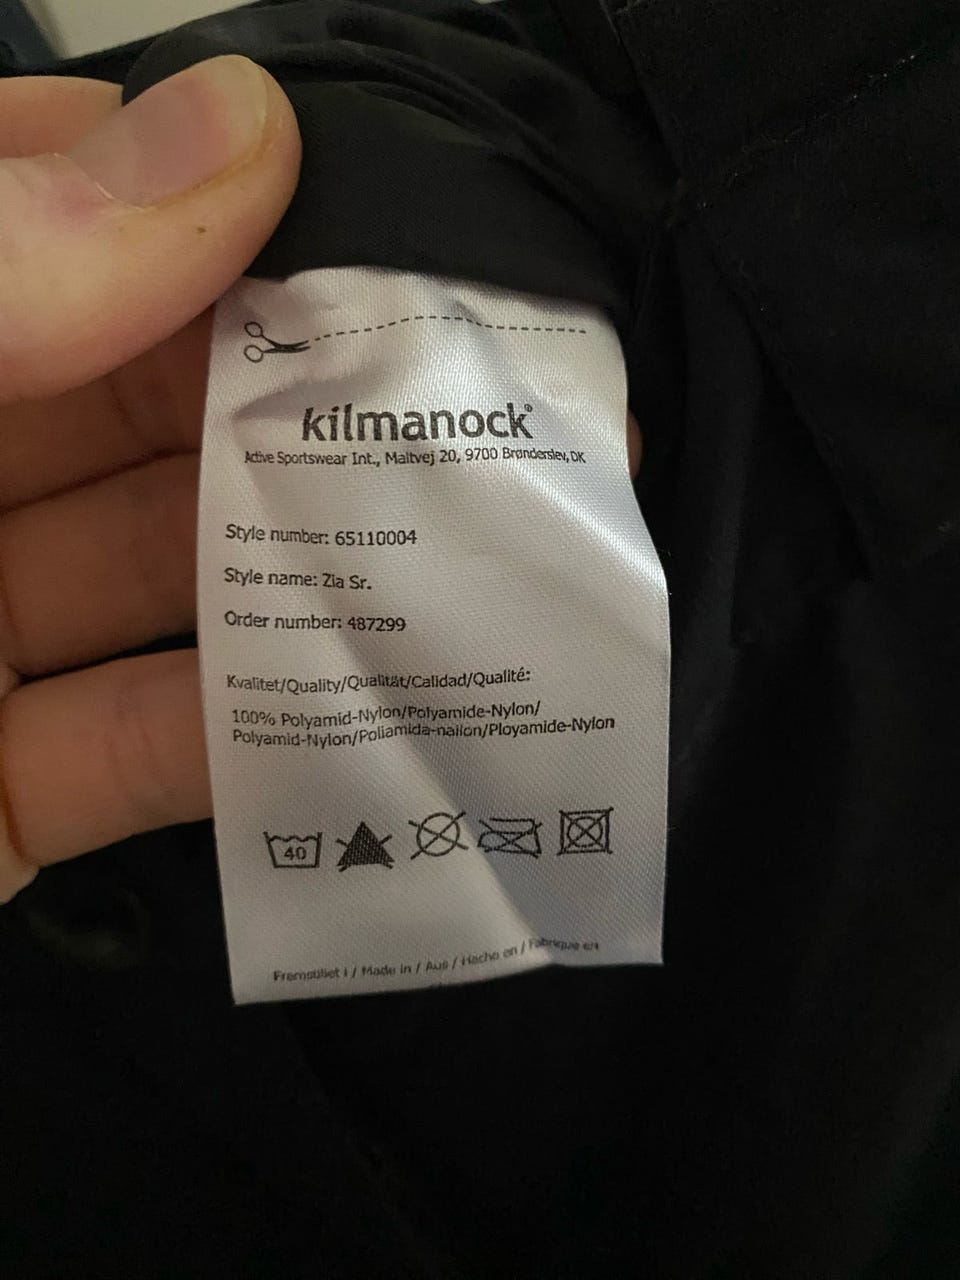 kilmanock®
Active Sportswear Int., Maltvej 20, 9700 Brønderslev, DK
Style number: 65110004
Style name: Zia Sr.
Order number: 487299
Kvalitet/Quality/Qualität/Calidad/Qualité:
100% Polyamid-Nylon/Polyamide-Nylon/
Polyamid-Nylon/Poliamida-nailon/Ployamide-Nylon
40
Fremstillet i / Made in / Aus / Hecho en / Fabriqué en